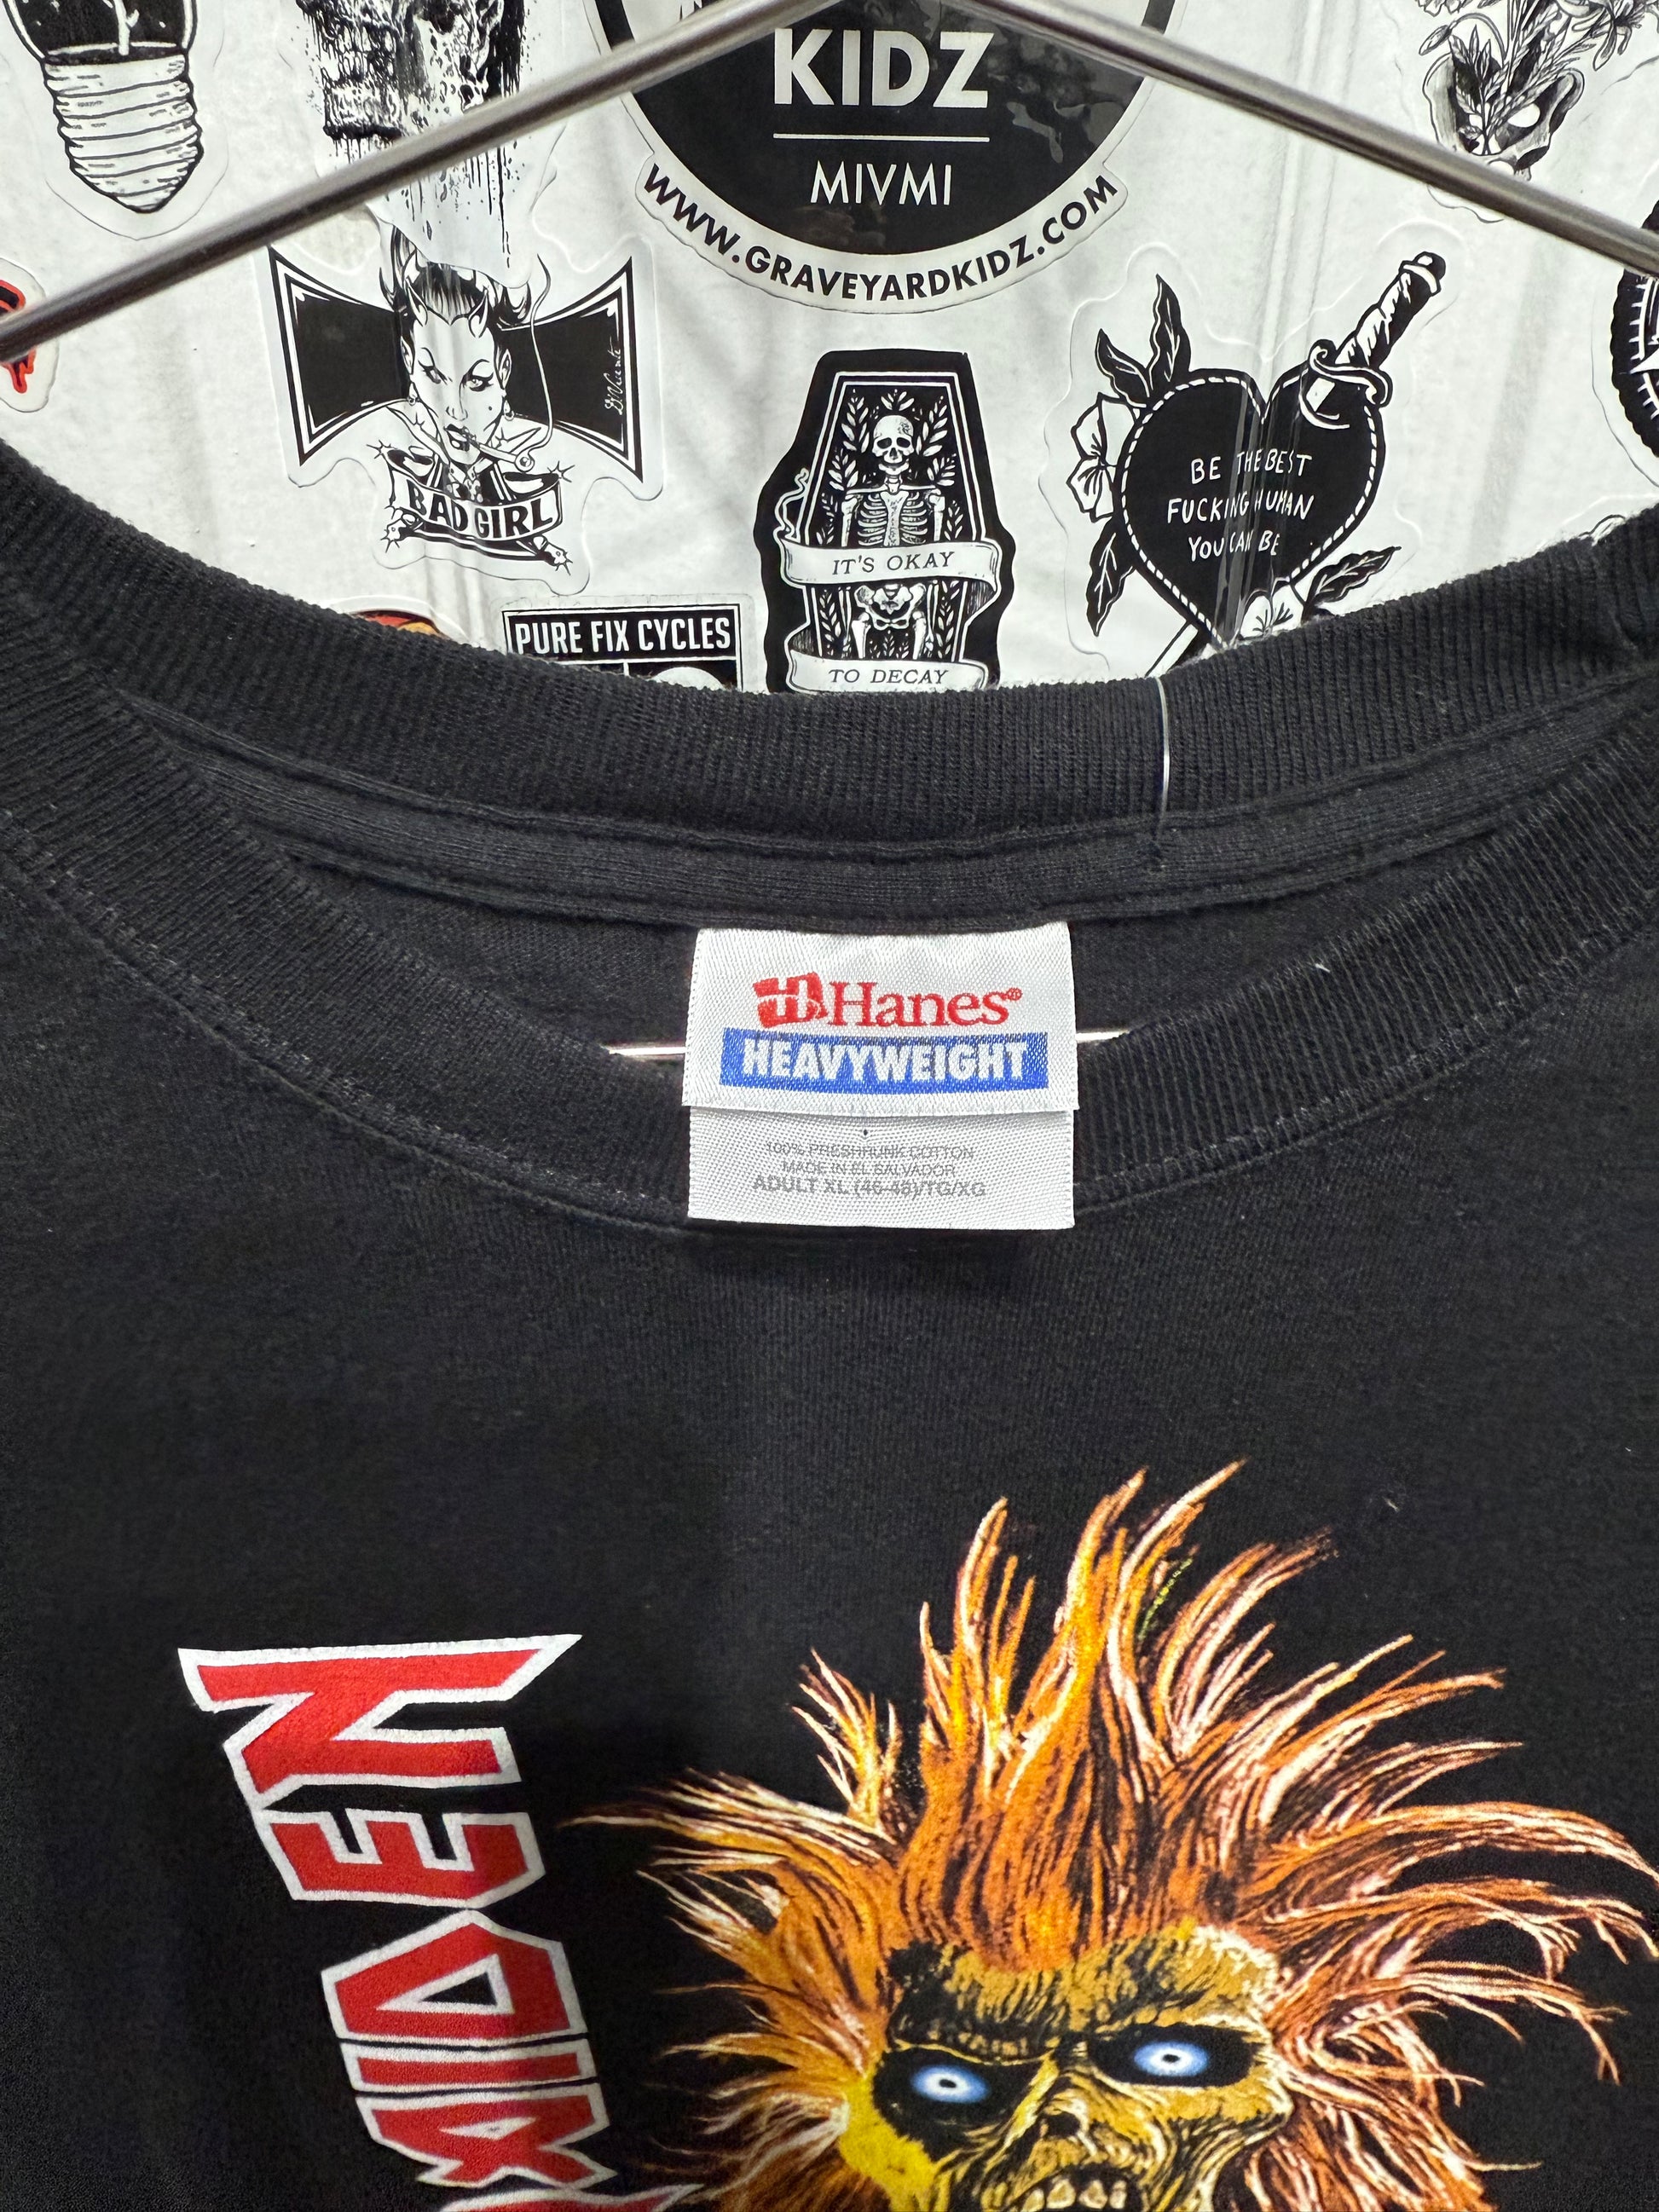 KIDZ
MIVMI
WWW.GRAVEYARDKIDZ.COM
BAD GIRL
IT'S OKAY
TO DECAY
BE THE BEST
FUCKING HUMAN
YOU CAN BE
PURE FIX CYCLES
Hanes®
HEAVYWEIGHT
100% PRESHRUNK COTTON
MADE IN EL SALVADOR
ADULT XL (46-48)/TG/XG